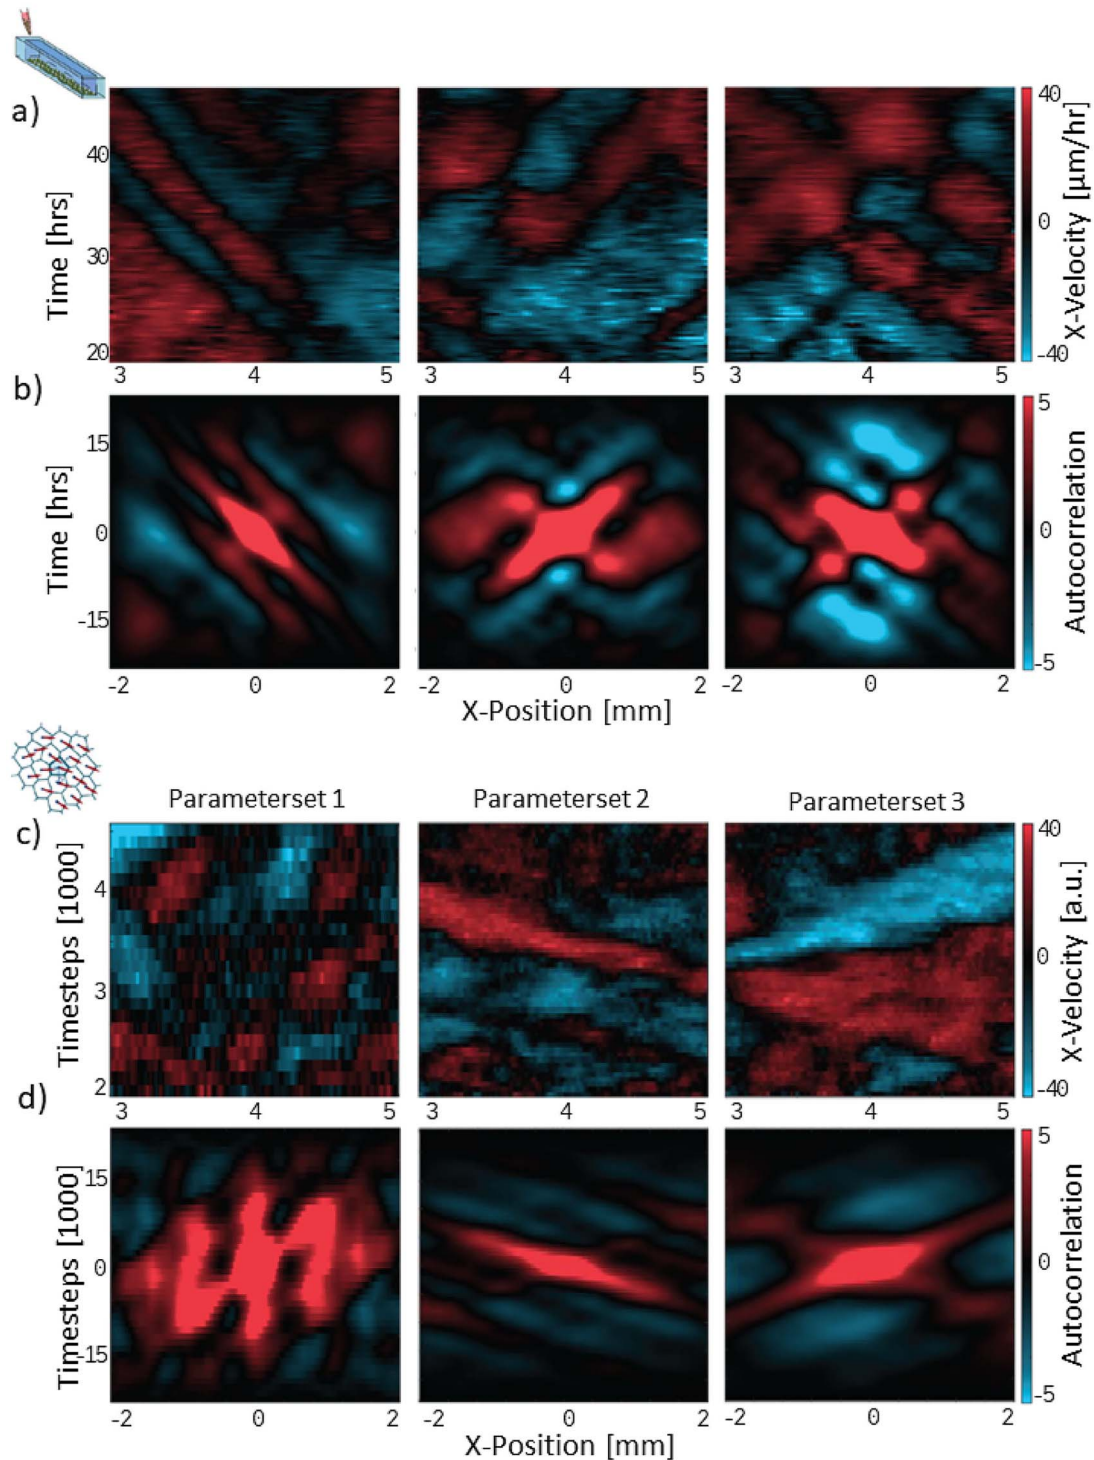 a)
Time [hrs]
40
30
20
3 4 5
3 4 5
3 4 5
40
0
-40
X-Velocity [µm/hr]
b)
Time [hrs]
15
0
-15
-2 0 2
-2 0 2
-2 0 2
X-Position [mm]
5
0
-5
Autocorrelation
Parameterset 1
Parameterset 2
Parameterset 3
c)
Timesteps [1000]
4
3
2
3 4 5
3 4 5
3 4 5
40
0
-40
X-Velocity [a.u.]
d)
Timesteps [1000]
15
0
-15
-2 0 2
-2 0 2
-2 0 2
X-Position [mm]
5
0
-5
Autocorrelation